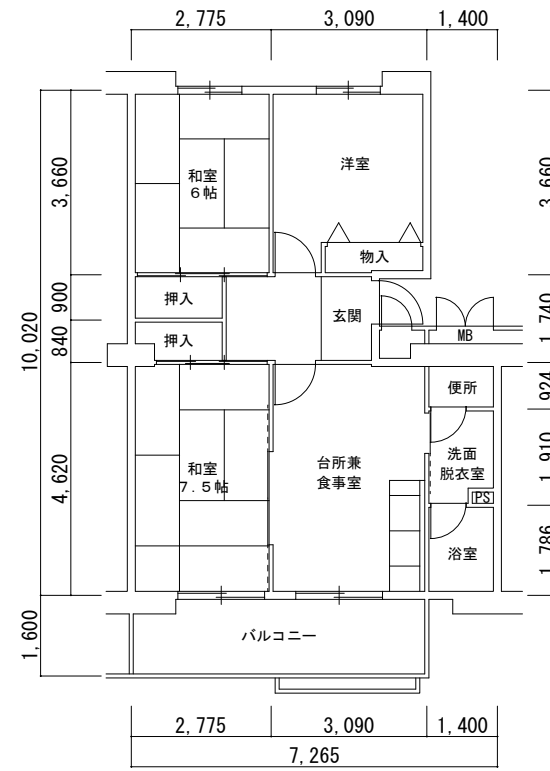 2,775
3,090
1,400
3,660
900
840
10,020
4,620
1,600
3,660
1,740
924
1,910
1,786
和室
6帖
洋室
物入
押入
玄関
押入
MB
便所
和室
7.5帖
台所兼
食事室
洗面
脱衣室
PS
浴室
バルコニー
2,775
3,090
1,400
7,265